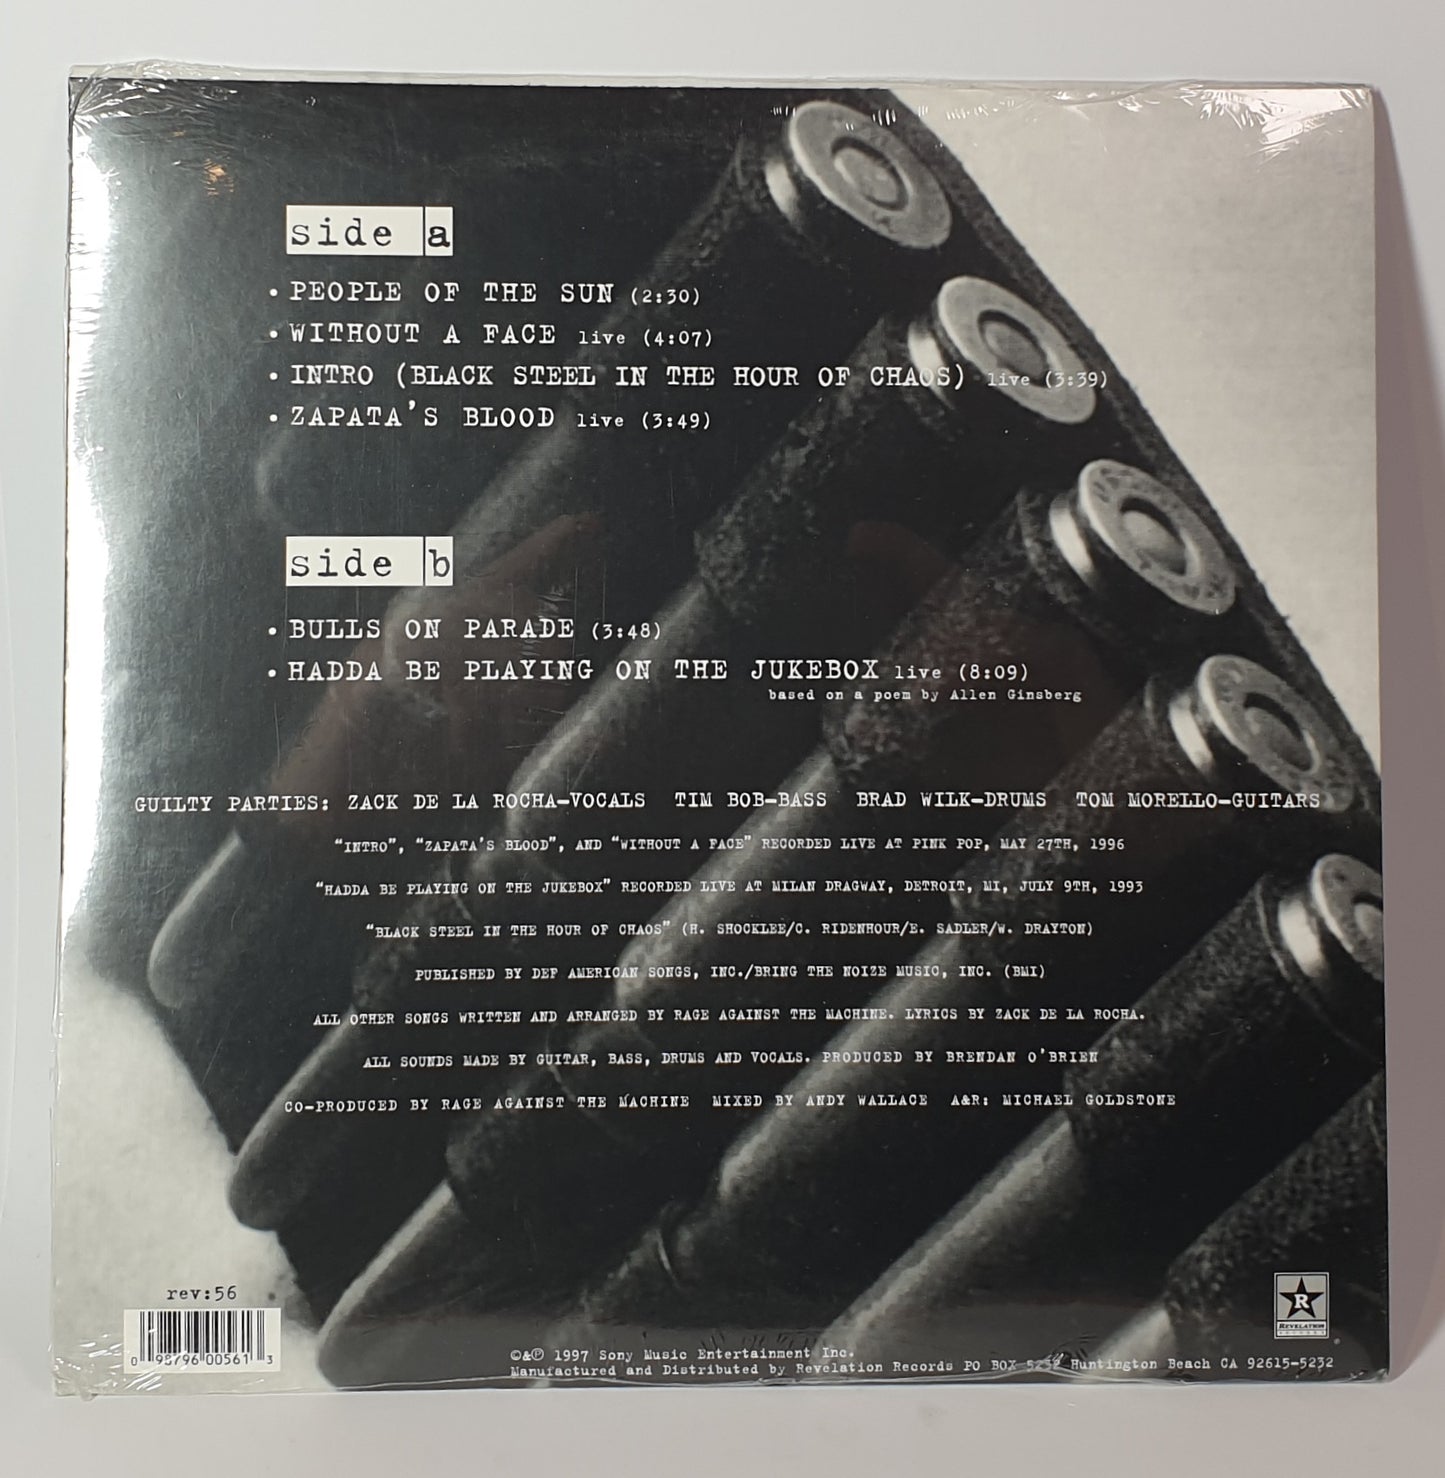 side a
• PEOPLE OF THE SUN (2:30)
• WITHOUT A FACE live (4:07)
• INTRO (BLACK STEEL IN THE HOUR OF CHAOS) live (3:39)
• ZAPATA'S BLOOD live (3:49)
side b
• BULLS ON PARADE (3:48)
• HADDA BE PLAYING ON THE JUKEBOX live (8:09)
based on a poem by Allen Ginsberg
GUILTY PARTIES: ZACK DE LA ROCHA—VOCALS TIM BOB—BASS BRAD WILK—DRUMS TOM MORELLO—GUITARS
“INTRO”, “ZAPATA'S BLOOD”, AND “WITHOUT A FACE” RECORDED LIVE AT PINK POP, MAY 27TH, 1996
“HADDA BE PLAYING ON THE JUKEBOX” RECORDED LIVE AT MILAN DRAGWAY, DETROIT, MI, JULY 9TH, 1993
“BLACK STEEL IN THE HOUR OF CHAOS” (H. SHOCKLEE/C. RIDENHOUR/E. SADLER/W. DRAYTON)
PUBLISHED BY DEF AMERICAN SONGS, INC./BRING THE NOIZE MUSIC, INC. (BMI)
ALL OTHER SONGS WRITTEN AND ARRANGED BY RAGE AGAINST THE MACHINE. LYRICS BY ZACK DE LA ROCHA.
ALL SOUNDS MADE BY GUITAR, BASS, DRUMS AND VOCALS. PRODUCED BY BRENDAN O'BRIEN
CO—PRODUCED BY RAGE AGAINST THE MACHINE MIXED BY ANDY WALLACE A&R: MICHAEL GOLDSTONE
rev:56
0 98796 00561 3
©&℗ 1997 Sony Music Entertainment Inc.
Manufactured and Distributed by Revelation Records PO BOX 5232 Huntington Beach CA 92615-5232
R
REVELATION
RECORDS